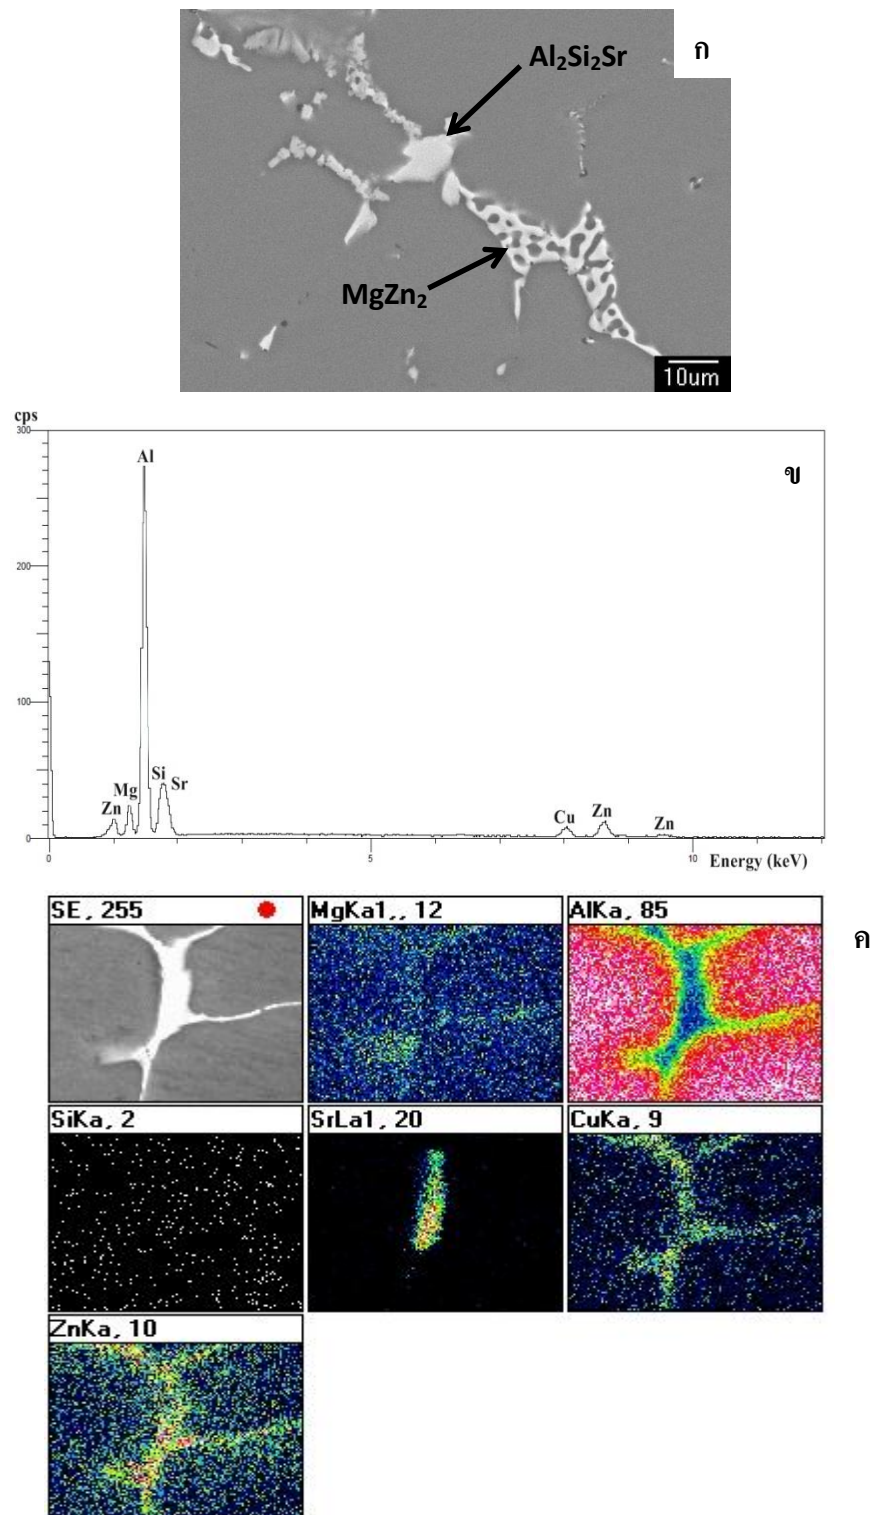 ก
Al₂Si₂Sr
MgZn₂
10um
cps
300
ข
Al
200
100
Si
Sr
Mg
Zn
Cu
Zn
Zn
0
0
5
10
Energy (keV)
SE, 255
MgKa1,, 12
AlKa, 85
ค
SiKa, 2
SrLa1, 20
CuKa, 9
ZnKa, 10